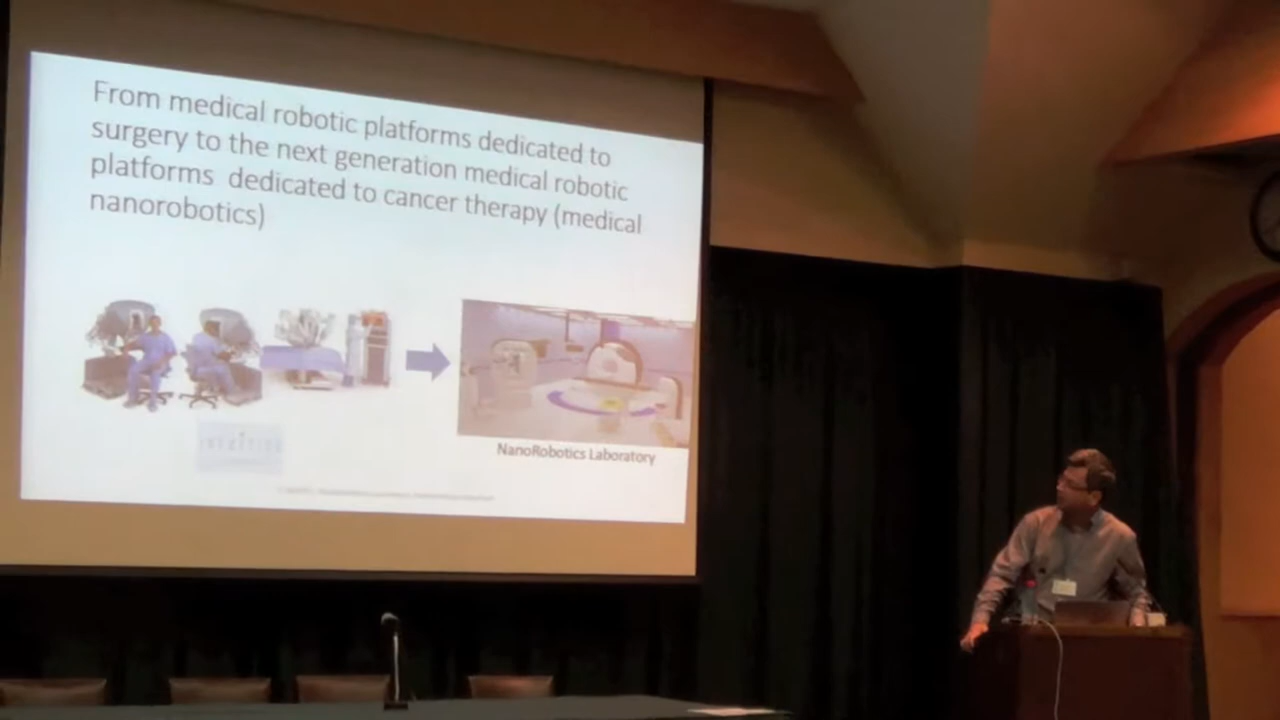 From medical robotic platforms dedicated to
surgery to the next generation medical robotic
platforms dedicated to cancer therapy (medical
nanorobotics)
INTUITIVE
NanoRobotics Laboratory